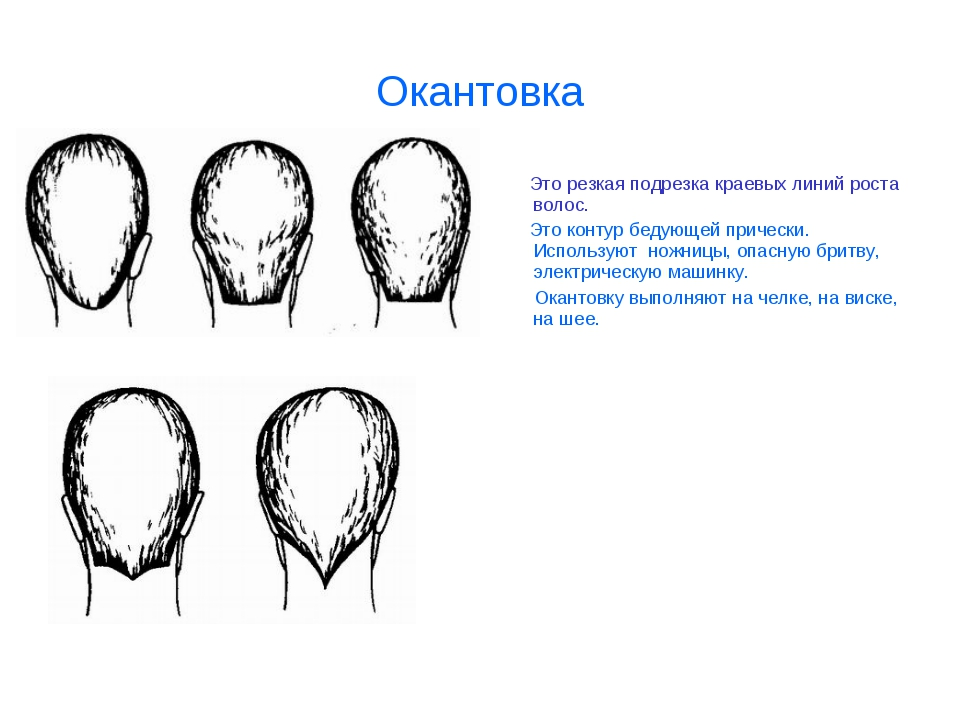 Окантовка
Это резкая подрезка краевых линий роста
волос.
Это контур бедующей прически.
Используют ножницы, опасную бритву,
электрическую машинку.
Окантовку выполняют на челке, на виске,
на шее.